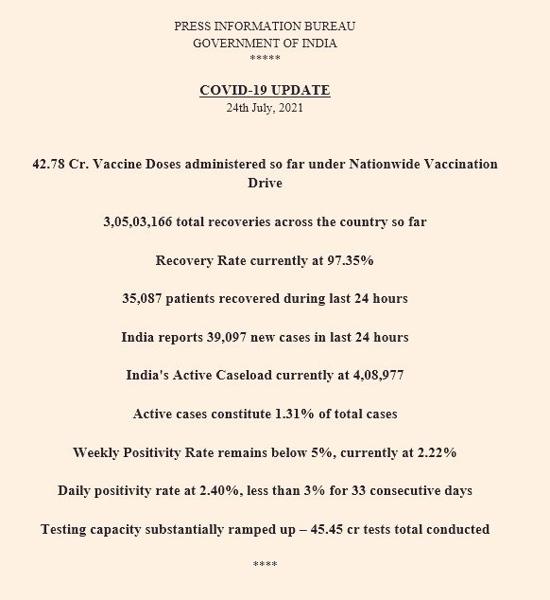 PRESS INFORMATION BUREAU
GOVERNMENT OF INDIA
*****
COVID-19 UPDATE
24th July, 2021
42.78 Cr. Vaccine Doses administered so far under Nationwide Vaccination
Drive
3,05,03,166 total recoveries across the country so far
Recovery Rate currently at 97.35%
35,087 patients recovered during last 24 hours
India reports 39,097 new cases in last 24 hours
India's Active Caseload currently at 4,08,977
Active cases constitute 1.31% of total cases
Weekly Positivity Rate remains below 5%, currently at 2.22%
Daily positivity rate at 2.40%, less than 3% for 33 consecutive days
Testing capacity substantially ramped up – 45.45 cr tests total conducted
****